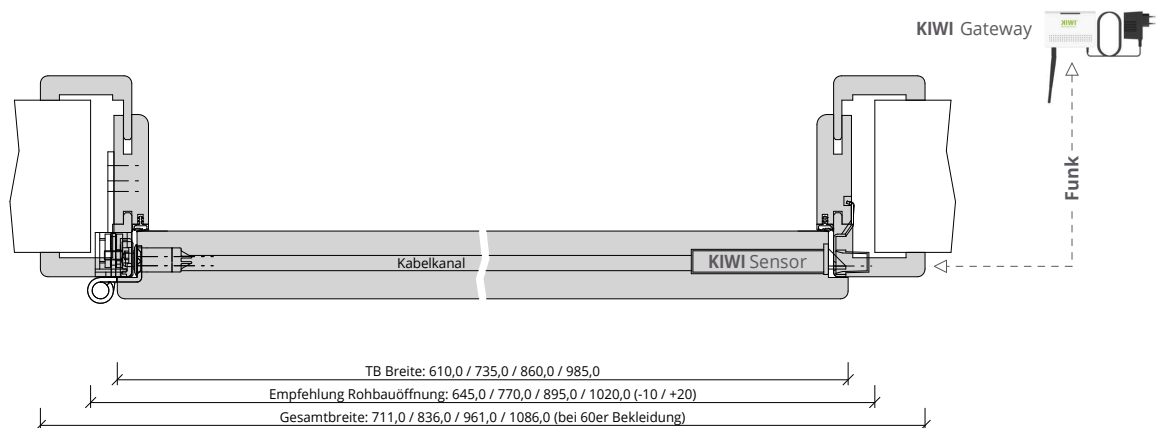 KIWI Gateway
KIWI
Funk
Kabelkanal
KIWI Sensor
TB Breite: 610,0 / 735,0 / 860,0 / 985,0
Empfehlung Rohbauöffnung: 645,0 / 770,0 / 895,0 / 1020,0 (-10 / +20)
Gesamtbreite: 711,0 / 836,0 / 961,0 / 1086,0 (bei 60er Bekleidung)